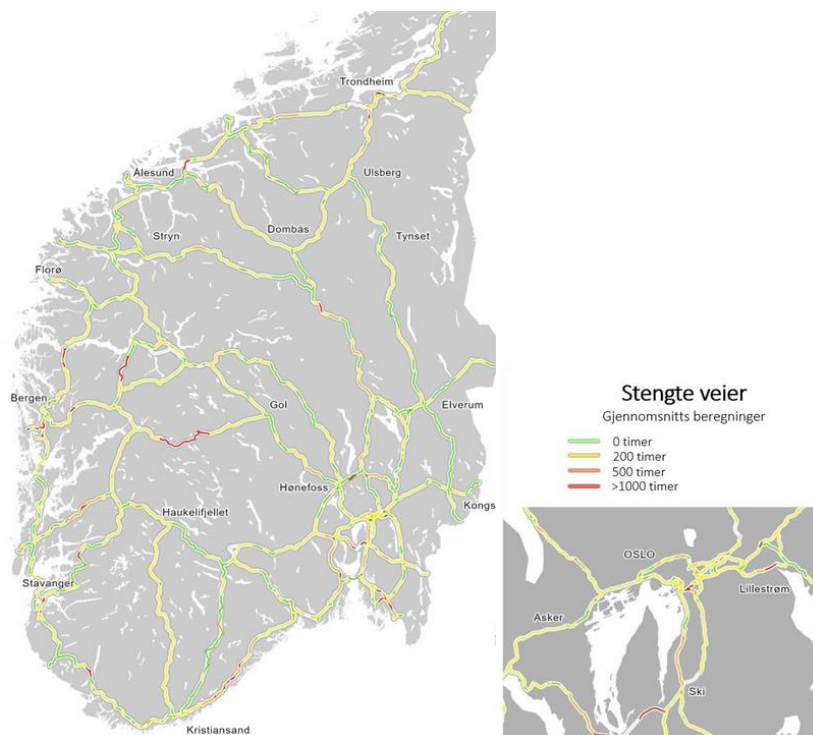 Trondheim
Ålesund
Ulsberg
Stryn
Dombås
Tynset
Florø
Bergen
Gol
Elverum
Hønefoss
Haukelifjellet
Kongs
Stavanger
Kristiansand
Stengte veier
Gjennomsnitts beregninger
0 timer
200 timer
500 timer
>1000 timer
OSLO
Lillestrøm
Asker
Ski